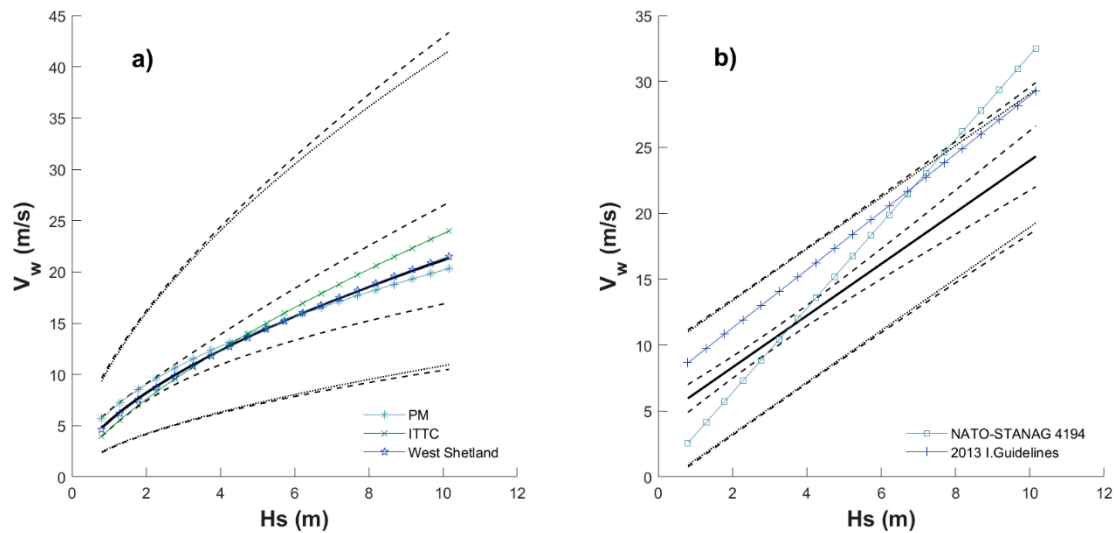 a)
45
40
35
30
25
20
15
10
5
0
V_w (m/s)
0 2 4 6 8 10 12
Hs (m)
PM
ITTC
West Shetland
b)
35
30
25
20
15
10
5
0
V_w (m/s)
0 2 4 6 8 10 12
Hs (m)
NATO-STANAG 4194
2013 I.Guidelines